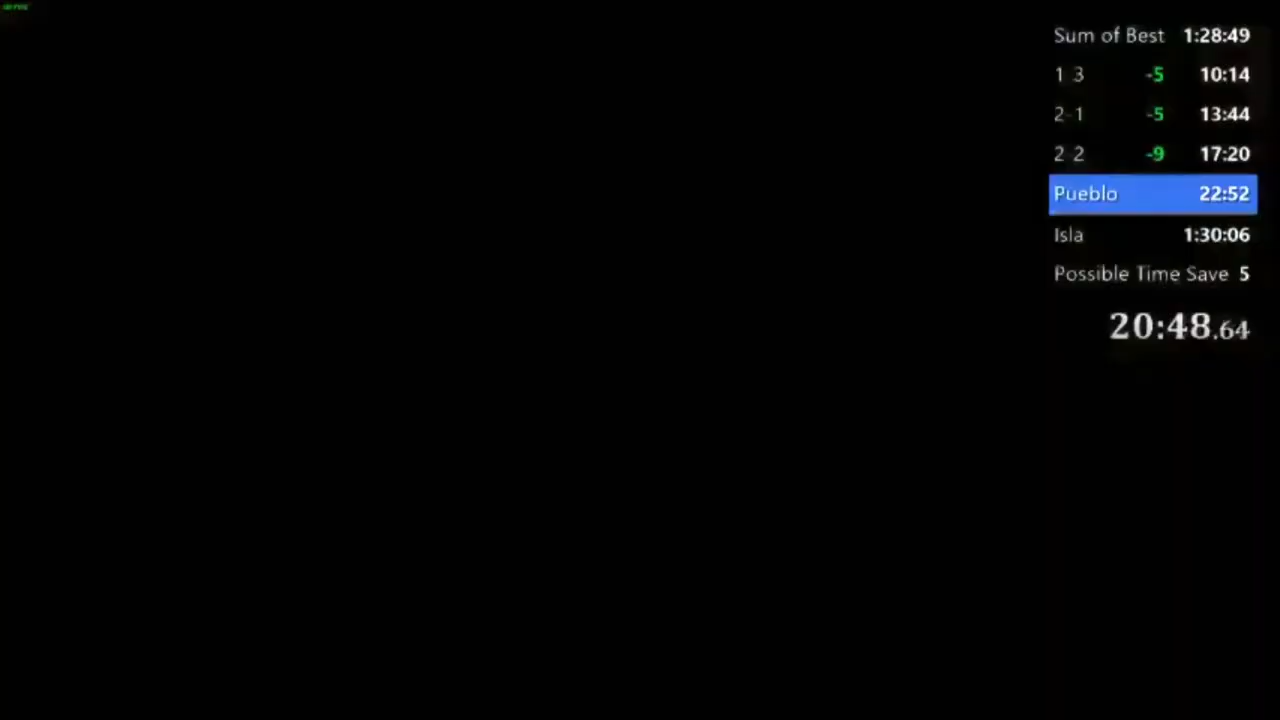 Sum of Best 1:28:49
1 3 -5 10:14
2-1 -5 13:44
2 2 -9 17:20
Pueblo 22:52
Isla 1:30:06
Possible Time Save 5
20:48.64